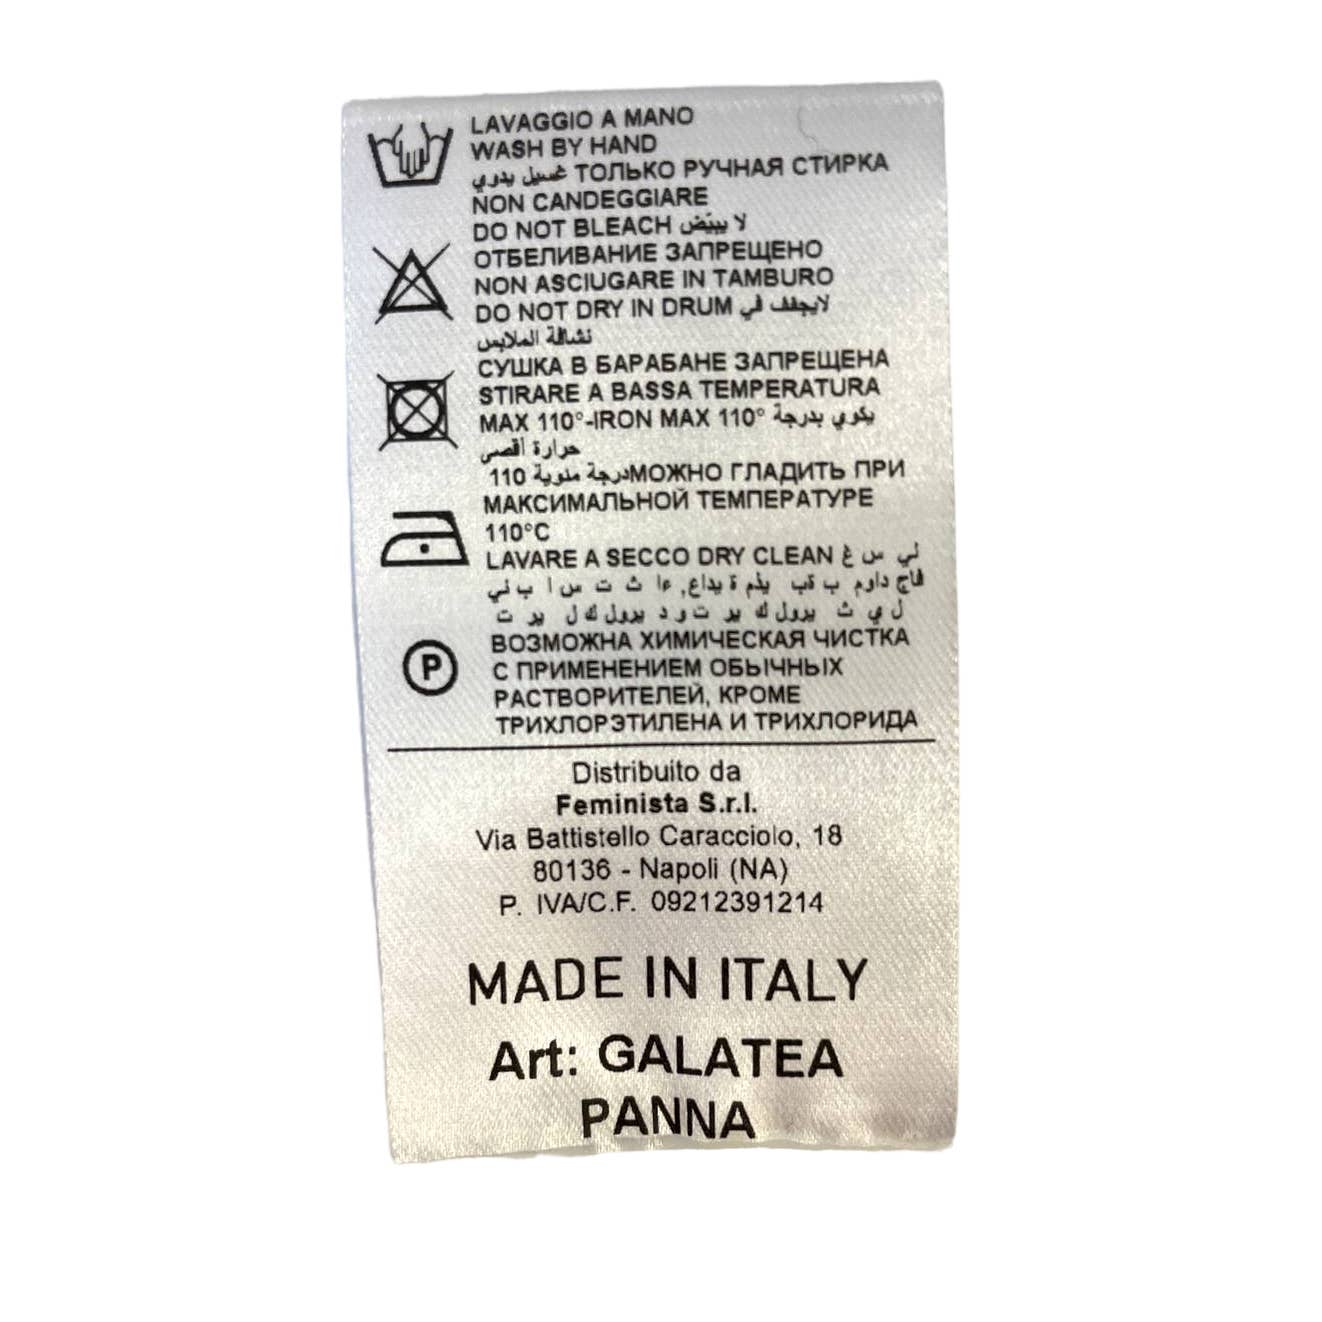 LAVAGGIO A MANO
WASH BY HAND
غسيل يدوي ТОЛЬКО РУЧНАЯ СТИРКА
NON CANDEGGIARE
DO NOT BLEACH لا يبيّض
ОТБЕЛИВАНИЕ ЗАПРЕЩЕНО
NON ASCIUGARE IN TAMBURO
DO NOT DRY IN DRUM لايجفف في
نشافة الملابس
СУШКА В БАРАБАНЕ ЗАПРЕЩЕНА
STIRARE A BASSA TEMPERATURA
MAX 110°-IRON MAX 110° يكوي بدرجة
حرارة أقصى
110 درجة مئوية МОЖНО ГЛАДИТЬ ПРИ
МАКСИМАЛЬНОЙ ТЕМПЕРАТУРЕ
110°C
LAVARE A SECCO DRY CLEAN
P
ВОЗМОЖНА ХИМИЧЕСКАЯ ЧИСТКА
С ПРИМЕНЕНИЕМ ОБЫЧНЫХ
РАСТВОРИТЕЛЕЙ, КРОМЕ
ТРИХЛОРЭТИЛЕНА И ТРИХЛОРИДА
Distribuito da
Feminista S.r.l.
Via Battistello Caracciolo, 18
80136 - Napoli (NA)
P. IVA/C.F. 09212391214
MADE IN ITALY
Art: GALATEA
PANNA